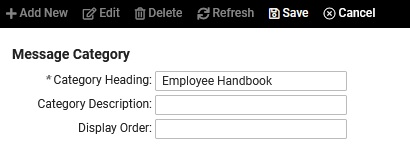 Add New Edit Delete Refresh Save Cancel
Message Category
* Category Heading: Employee Handbook
Category Description:
Display Order: